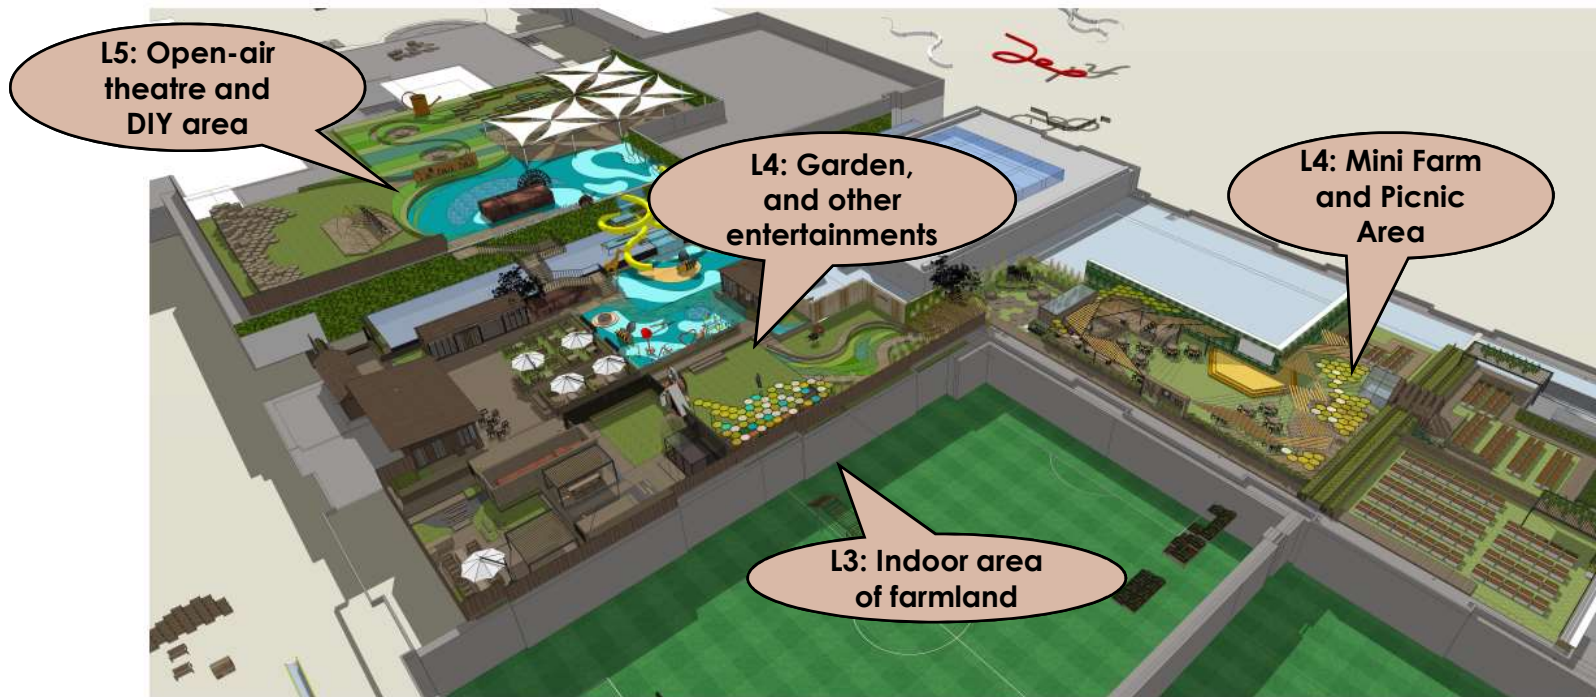 L5: Open-air
theatre and
DIY area
L4: Garden,
and other
entertainments
L4: Mini Farm
and Picnic
Area
L3: Indoor area
of farmland